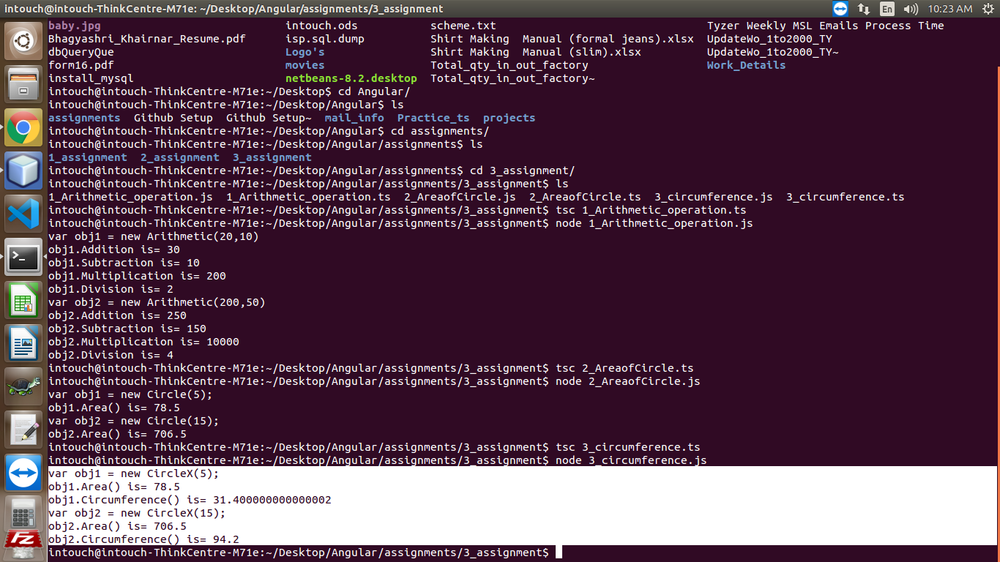 intouch@intouch-ThinkCentre-M71e: ~/Desktop/Angular/assignments/3_assignment En 10:23 AM
baby.jpg intouch.ods scheme.txt Tyzer Weekly MSL Emails Process Time
Bhagyashri_Khairnar_Resume.pdf isp.sql.dump Shirt Making  Manual (formal jeans).xlsx UpdateWo_1to2000_TY
dbQueryQue Logo's Shirt Making  Manual (slim).xlsx UpdateWo_1to2000_TY~
form16.pdf movies Total_qty_in_out_factory Work_Details
install_mysql netbeans-8.2.desktop Total_qty_in_out_factory~
intouch@intouch-ThinkCentre-M71e:~/Desktop$ cd Angular/
intouch@intouch-ThinkCentre-M71e:~/Desktop/Angular$ ls
assignments  Github Setup  Github Setup~  mail_info  Practice_ts  projects
intouch@intouch-ThinkCentre-M71e:~/Desktop/Angular$ cd assignments/
intouch@intouch-ThinkCentre-M71e:~/Desktop/Angular/assignments$ ls
1_assignment  2_assignment  3_assignment
intouch@intouch-ThinkCentre-M71e:~/Desktop/Angular/assignments$ cd 3_assignment/
intouch@intouch-ThinkCentre-M71e:~/Desktop/Angular/assignments/3_assignment$ ls
1_Arithmetic_operation.js  1_Arithmetic_operation.ts  2_AreaofCircle.js  2_AreaofCircle.ts  3_circumference.js  3_circumference.ts
intouch@intouch-ThinkCentre-M71e:~/Desktop/Angular/assignments/3_assignment$ tsc 1_Arithmetic_operation.ts
intouch@intouch-ThinkCentre-M71e:~/Desktop/Angular/assignments/3_assignment$ node 1_Arithmetic_operation.js
var obj1 = new Arithmetic(20,10)
obj1.Addition is= 30
obj1.Subtraction is= 10
obj1.Multiplication is= 200
obj1.Division is= 2
var obj2 = new Arithmetic(200,50)
obj2.Addition is= 250
obj2.Subtraction is= 150
obj2.Multiplication is= 10000
obj2.Division is= 4
intouch@intouch-ThinkCentre-M71e:~/Desktop/Angular/assignments/3_assignment$ tsc 2_AreaofCircle.ts
intouch@intouch-ThinkCentre-M71e:~/Desktop/Angular/assignments/3_assignment$ node 2_AreaofCircle.js
var obj1 = new Circle(5);
obj1.Area() is= 78.5
var obj2 = new Circle(15);
obj2.Area() is= 706.5
intouch@intouch-ThinkCentre-M71e:~/Desktop/Angular/assignments/3_assignment$ tsc 3_circumference.ts
intouch@intouch-ThinkCentre-M71e:~/Desktop/Angular/assignments/3_assignment$ node 3_circumference.js
var obj1 = new CircleX(5);
obj1.Area() is= 78.5
obj1.Circumference() is= 31.400000000000002
var obj2 = new CircleX(15);
obj2.Area() is= 706.5
obj2.Circumference() is= 94.2
intouch@intouch-ThinkCentre-M71e:~/Desktop/Angular/assignments/3_assignment$